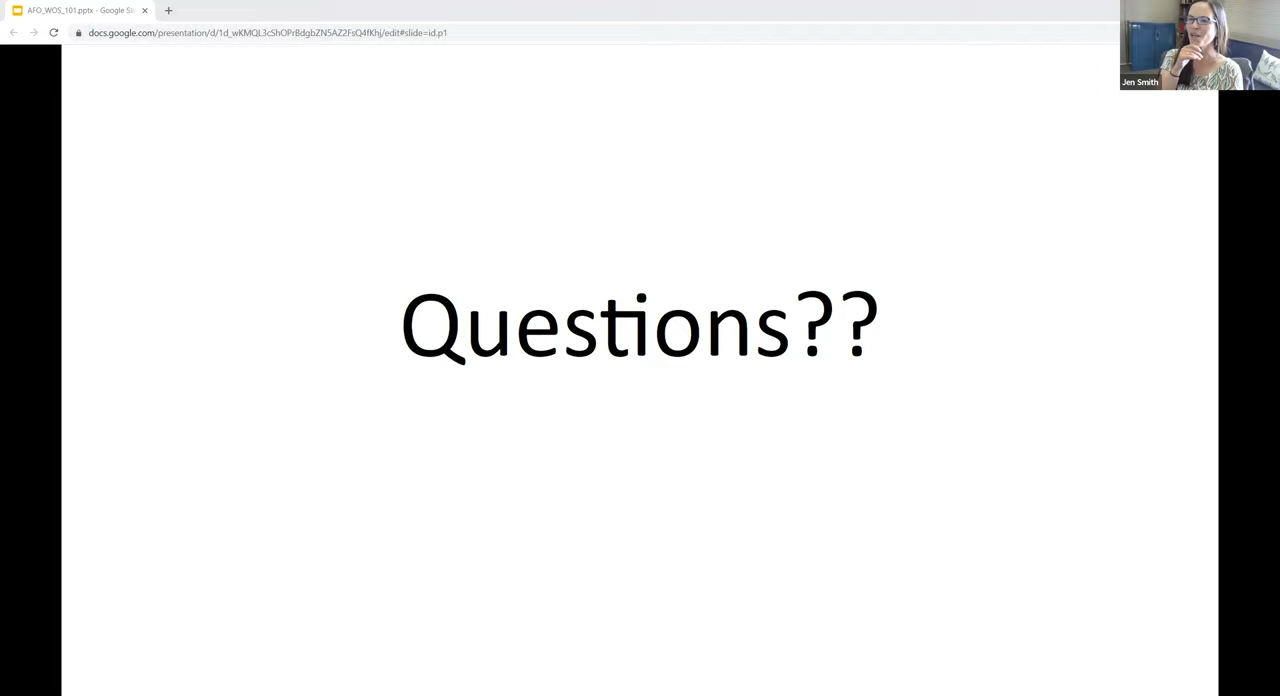 AFO_WOS_101.pptx - Google Sli
docs.google.com/presentation/d/1d_wKMQL3cShOPrBdgbZN5AZ2FsQ4fKhj/edit#slide=id.p1
Jen Smith
Questions??